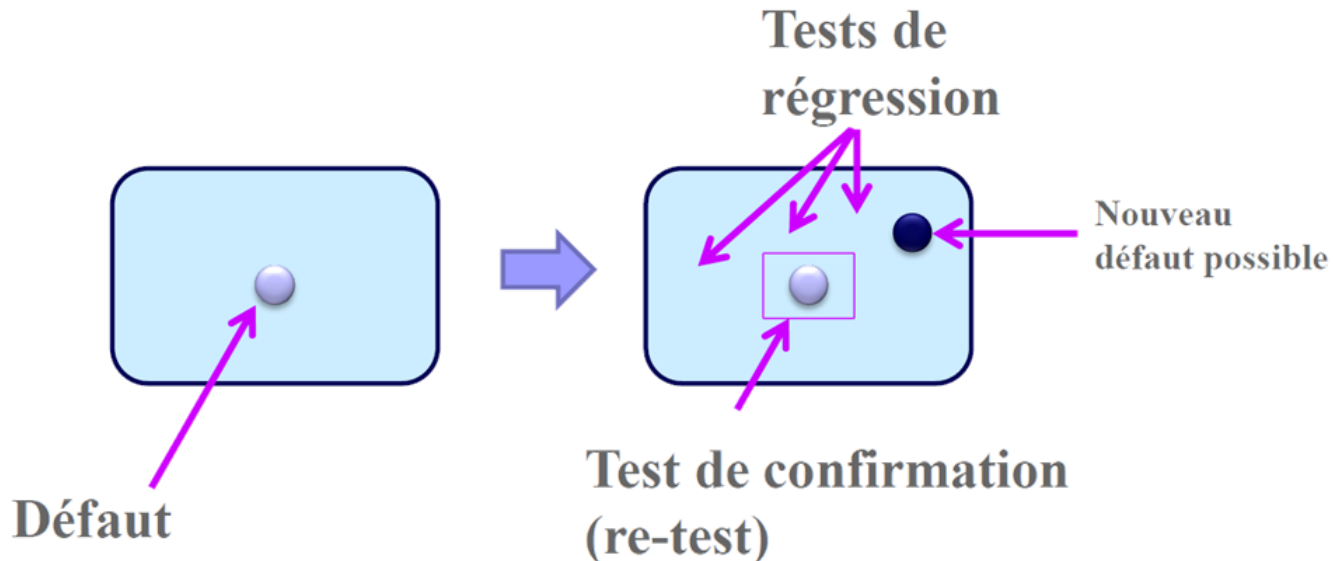 Tests de
régression
Nouveau
défaut possible
Test de confirmation
(re-test)
Défaut